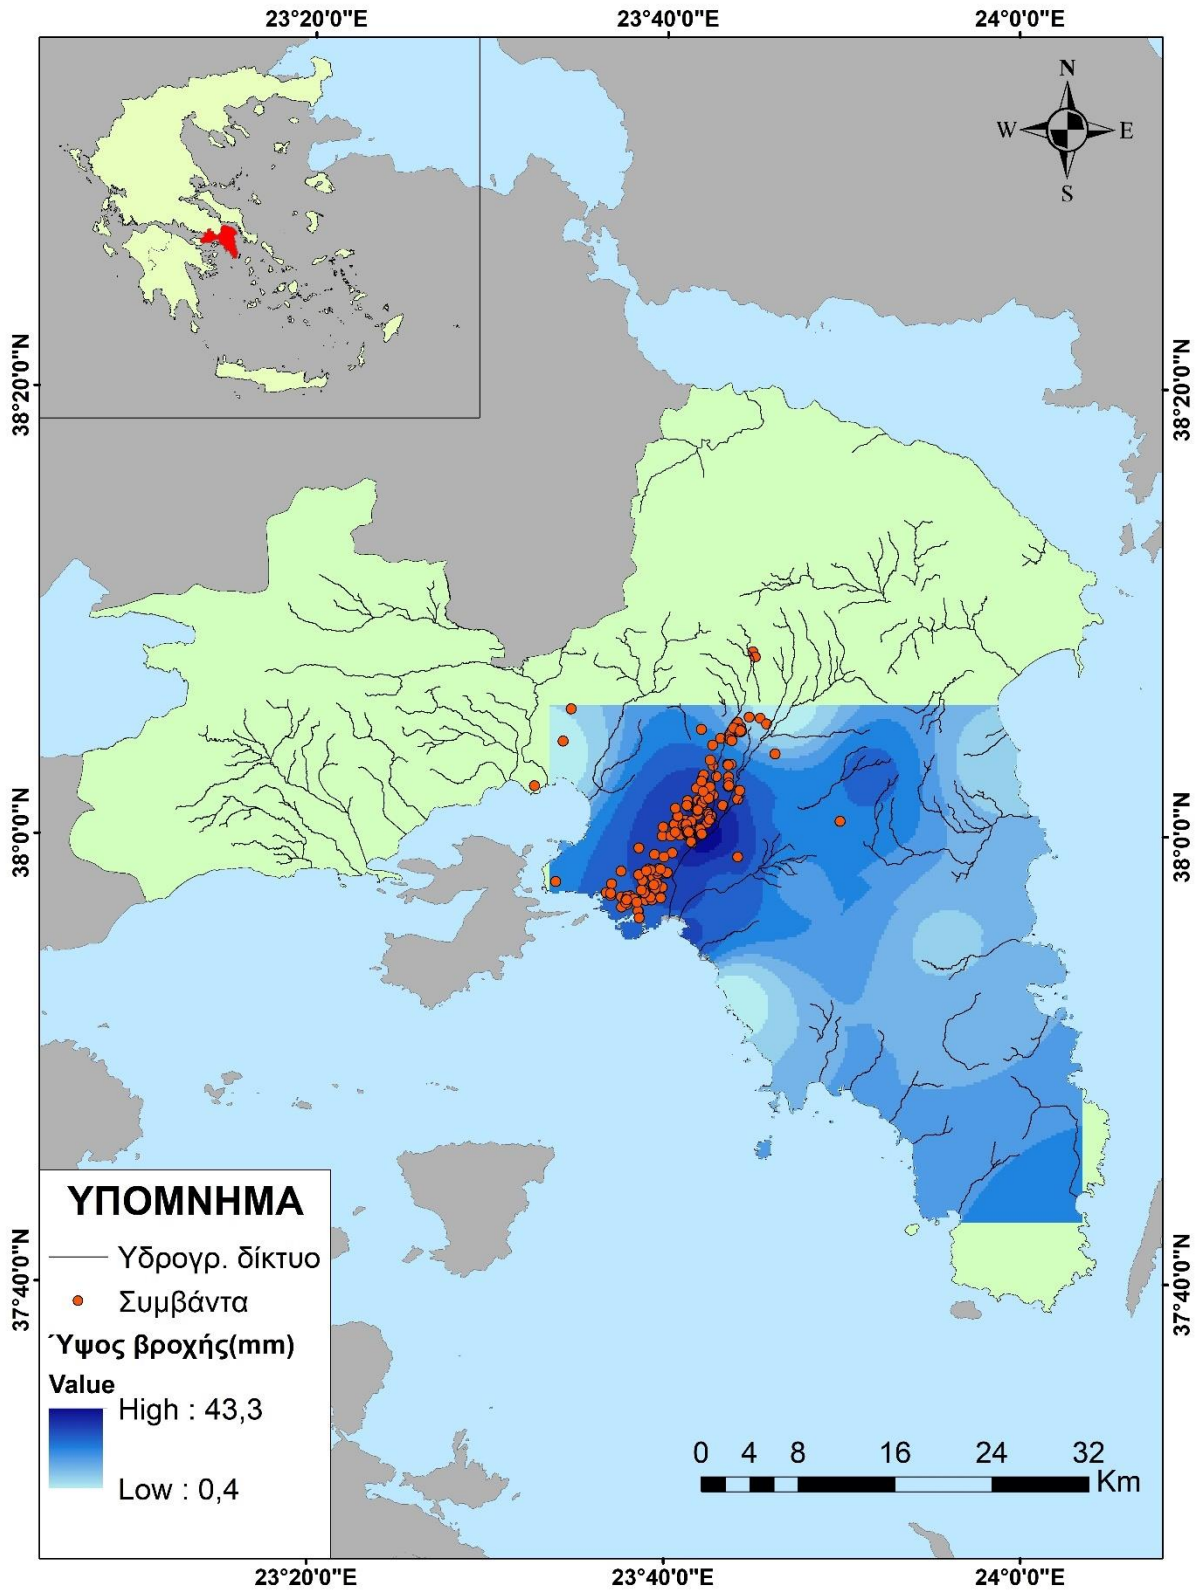 23°20'0"E 23°40'0"E 24°0'0"E
N
W E
S
38°20'0"N 38°20'0"N
38°0'0"N 38°0'0"N
37°40'0"N 37°40'0"N
ΥΠΟΜΝΗΜΑ
Υδρογρ. δίκτυο
Συμβάντα
Ύψος βροχής(mm)
Value
High : 43,3
Low : 0,4
0 4 8 16 24 32
Km
23°20'0"E 23°40'0"E 24°0'0"E